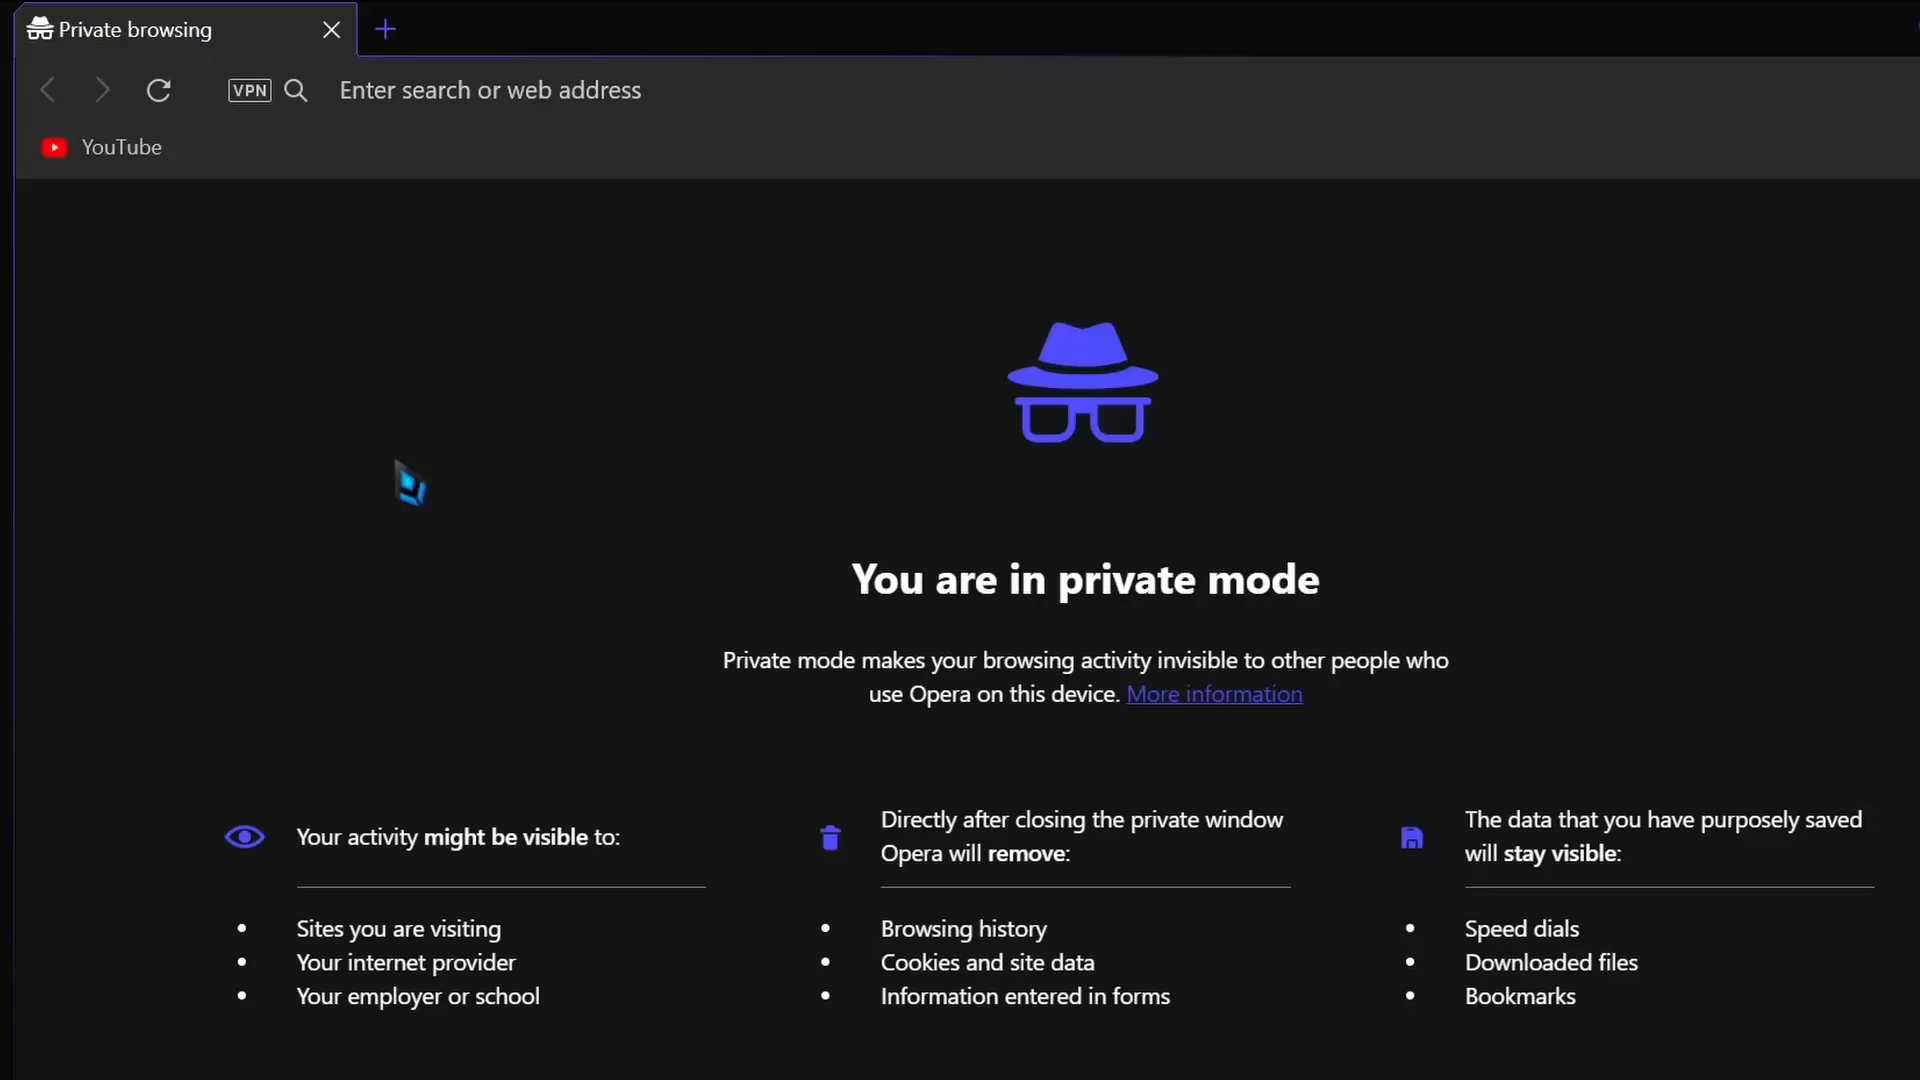 Private browsing
VPN
Enter search or web address
YouTube
You are in private mode
Private mode makes your browsing activity invisible to other people who
use Opera on this device. More information
Your activity might be visible to:
Sites you are visiting
Your internet provider
Your employer or school
Directly after closing the private window
Opera will remove:
Browsing history
Cookies and site data
Information entered in forms
The data that you have purposely saved
will stay visible:
Speed dials
Downloaded files
Bookmarks